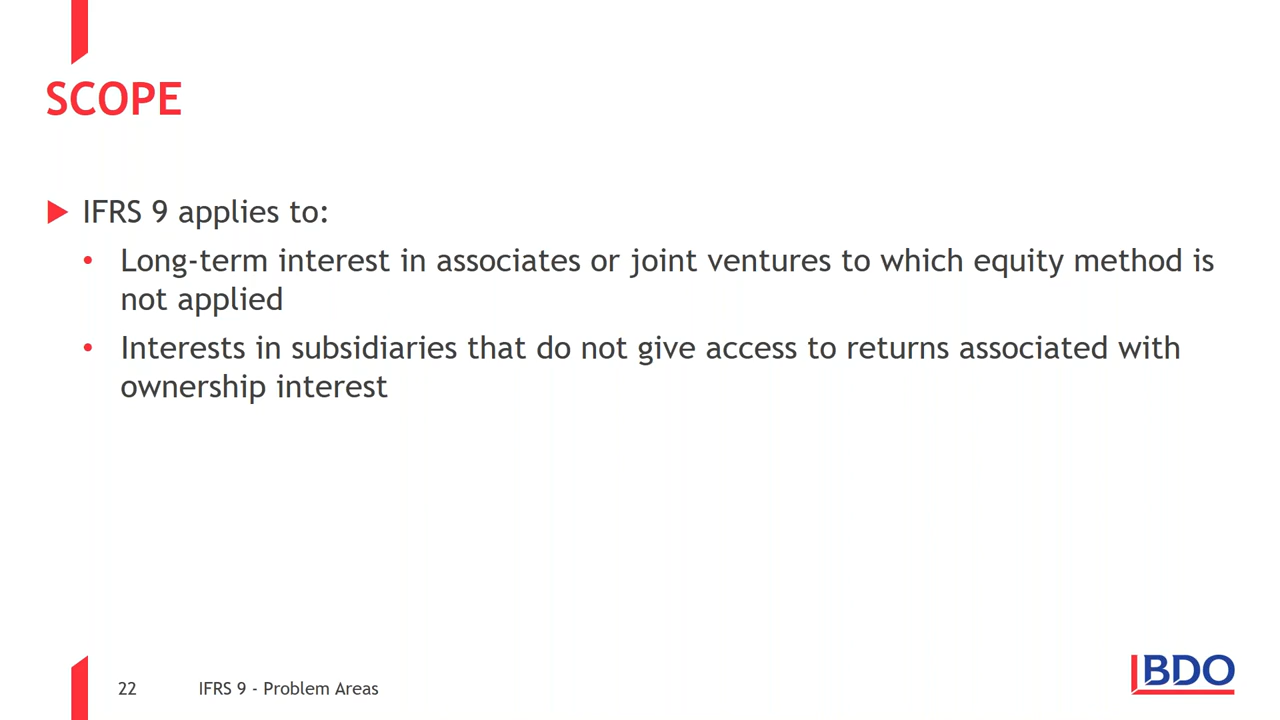 SCOPE
IFRS 9 applies to:
• Long-term interest in associates or joint ventures to which equity method is
not applied
• Interests in subsidiaries that do not give access to returns associated with
ownership interest
22 IFRS 9 - Problem Areas
BDO